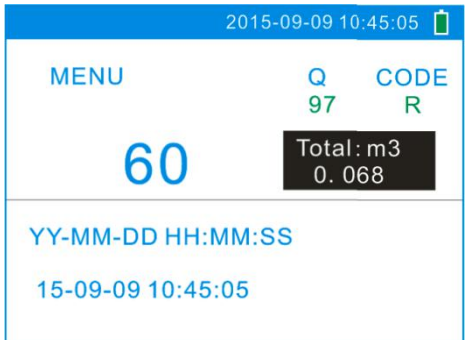 2015-09-09 10:45:05
MENU Q CODE
97 R
60 Total: m3
0. 068
YY-MM-DD HH:MM:SS
15-09-09 10:45:05